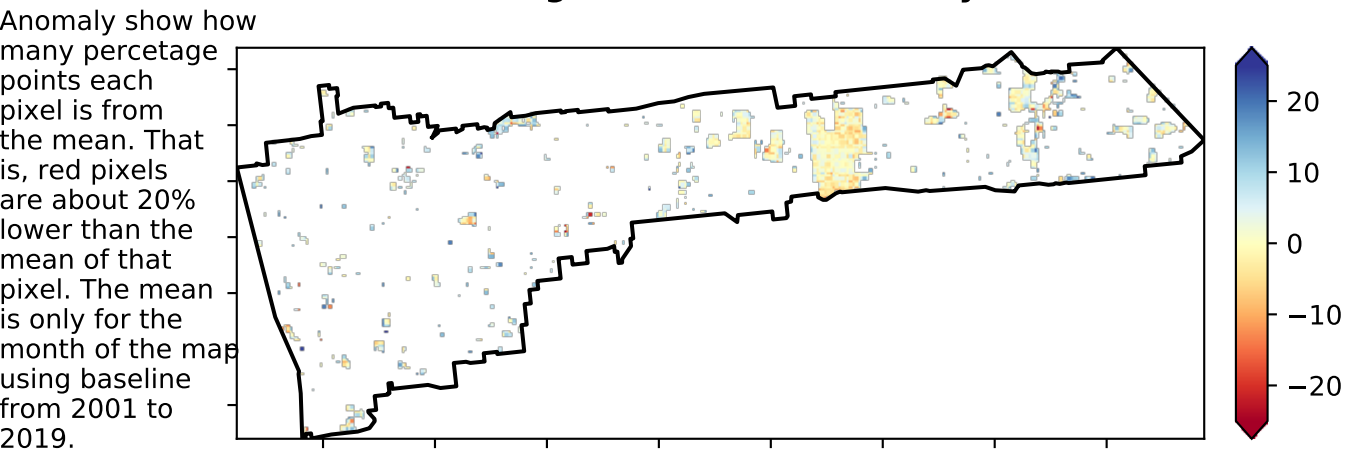 Anomaly show how
many percetage
points each
pixel is from
the mean. That
is, red pixels
are about 20%
lower than the
mean of that
pixel. The mean
is only for the
month of the map
using baseline
from 2001 to
2019.
20
10
0
−10
−20